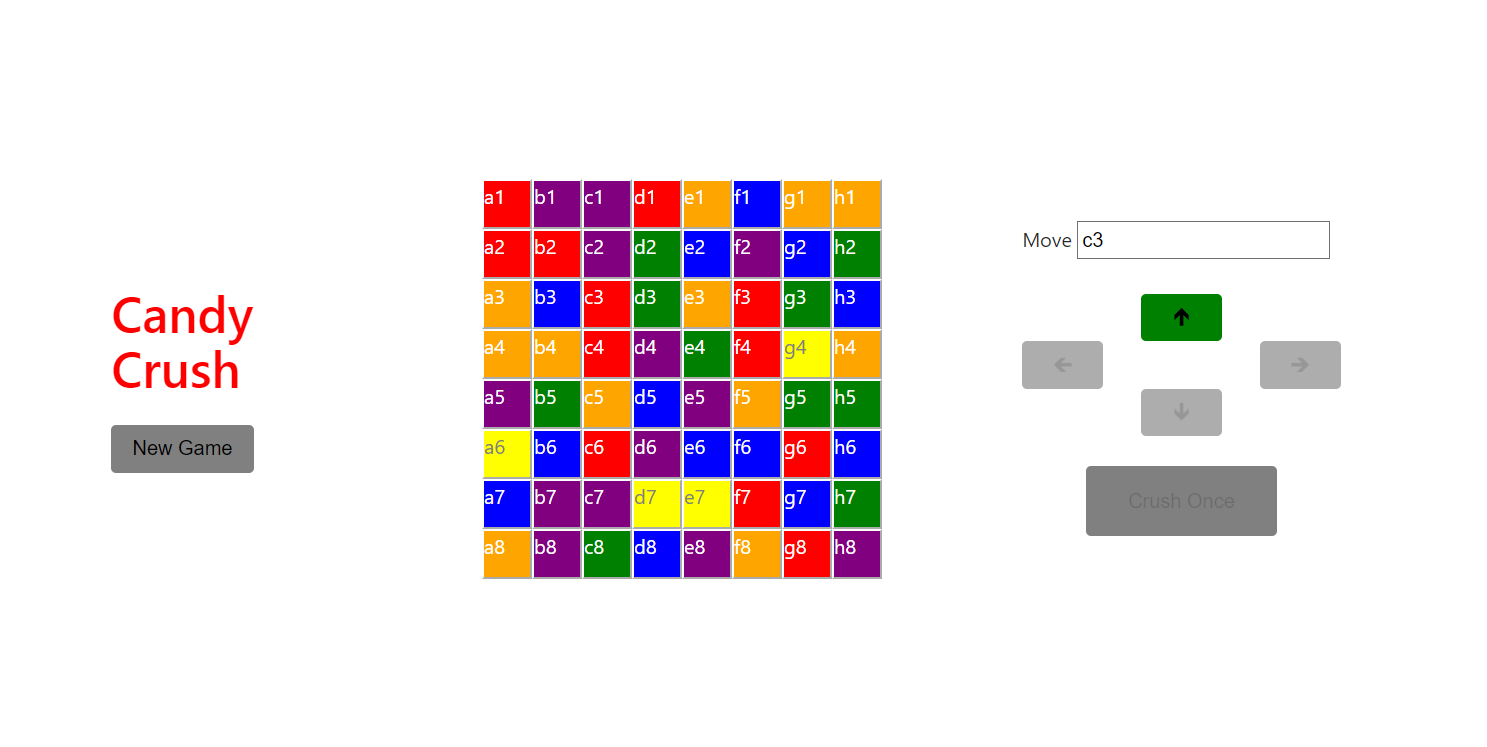 Candy
Crush
New Game
a1 b1 c1 d1 e1 f1 g1 h1
a2 b2 c2 d2 e2 f2 g2 h2
a3 b3 c3 d3 e3 f3 g3 h3
a4 b4 c4 d4 e4 f4 g4 h4
a5 b5 c5 d5 e5 f5 g5 h5
a6 b6 c6 d6 e6 f6 g6 h6
a7 b7 c7 d7 e7 f7 g7 h7
a8 b8 c8 d8 e8 f8 g8 h8
Move c3
↑
← →
↓
Crush Once